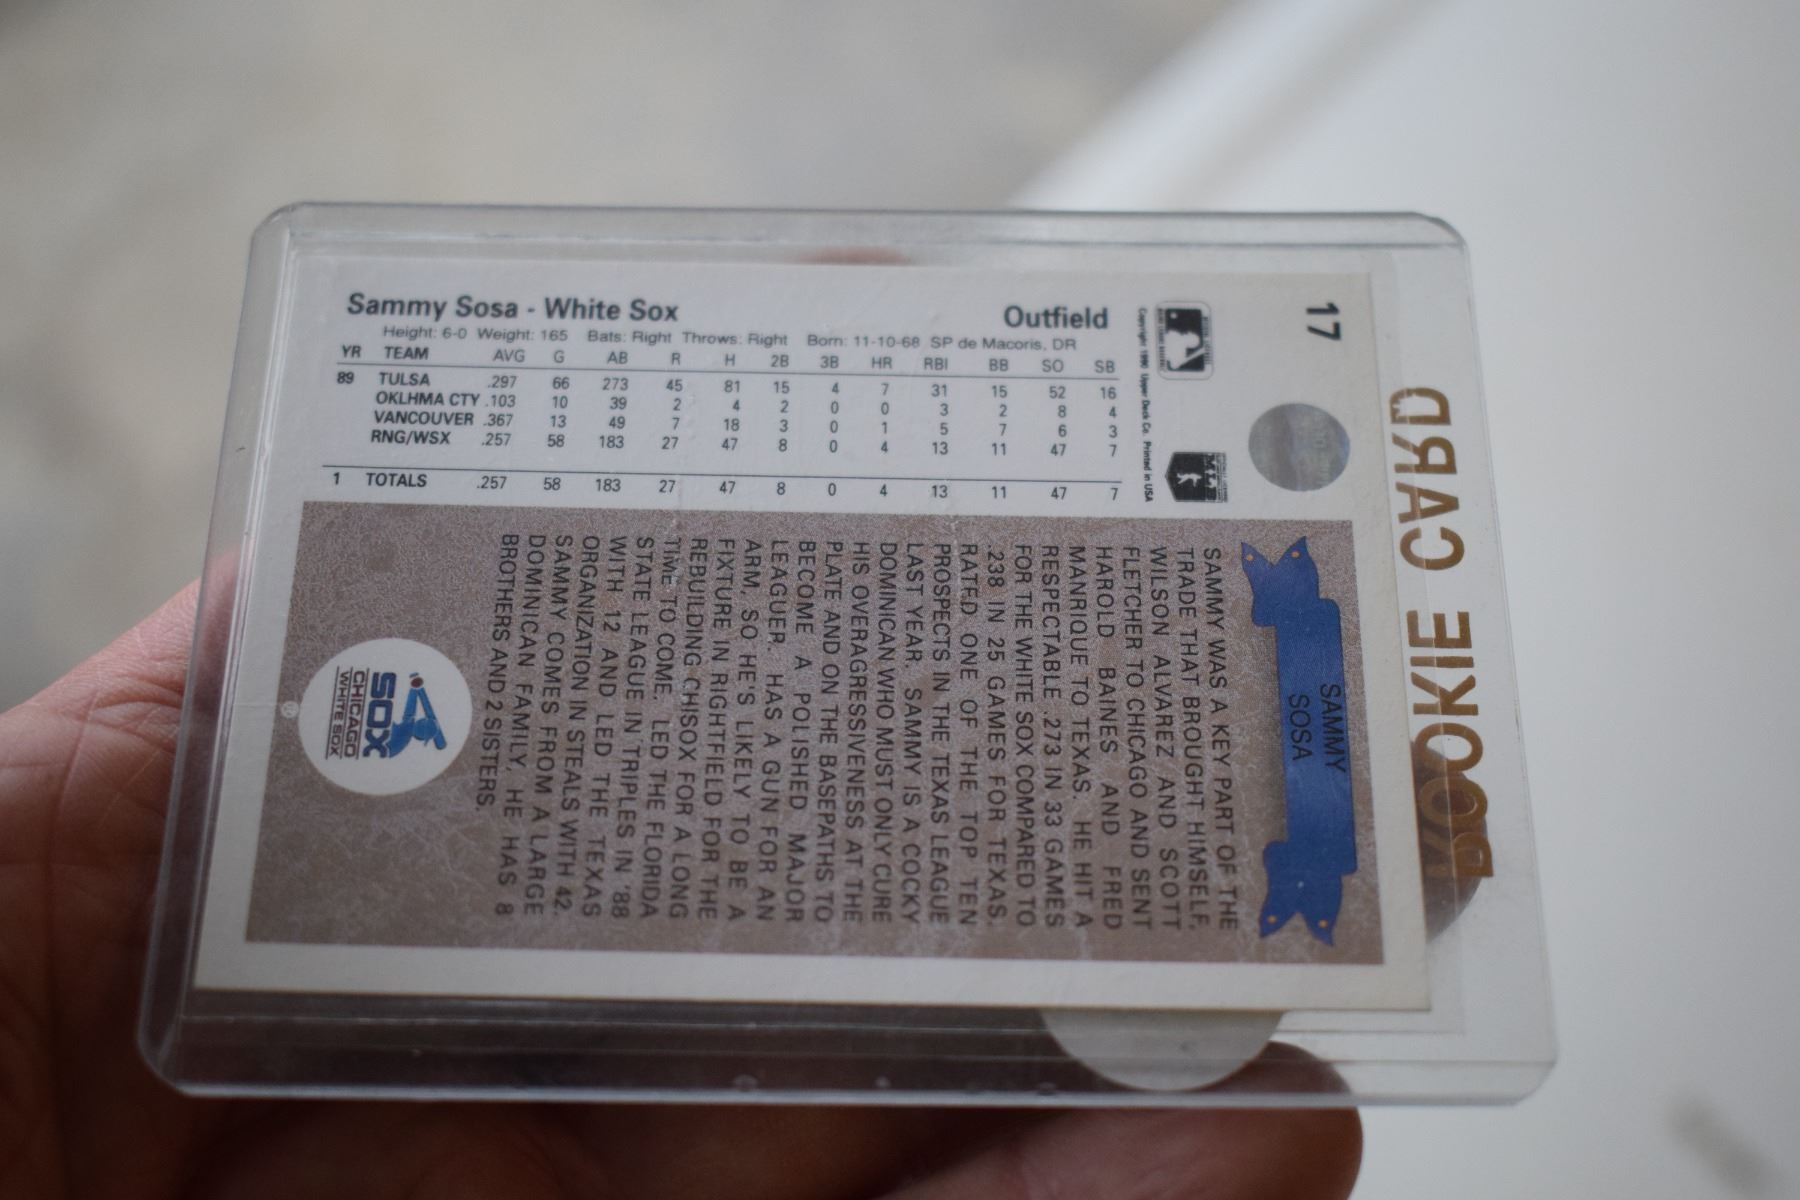 Sammy Sosa - White Sox Outfield
Height: 6-0 Weight: 165 Bats: Right Throws: Right Born: 11-10-68 SP de Macoris, DR
YR TEAM AVG G AB R H 2B 3B HR RBI BB SO SB
89 TULSA .297 66 273 45 81 15 4 7 31 15 52 16
OKLHMA CTY .103 10 39 2 4 2 0 0 3 2 8 4
VANCOUVER .367 13 49 7 18 3 0 1 5 7 6 3
RNG/WSX .257 58 183 27 47 8 0 4 13 11 47 7
1 TOTALS .257 58 183 27 47 8 0 4 13 11 47 7
Copyright 1990 Upper Deck Co. Printed in USA
17
ROOKIE CARD
SAMMY
SOSA
SAMMY WAS A KEY PART OF THE
TRADE THAT BROUGHT HIMSELF,
WILSON ALVAREZ AND SCOTT
FLETCHER TO CHICAGO AND SENT
HAROLD BAINES AND FRED
MANRIQUE TO TEXAS. HE HIT A
RESPECTABLE .273 IN 33 GAMES
FOR THE WHITE SOX COMPARED TO
.238 IN 25 GAMES FOR TEXAS.
RATED ONE OF THE TOP TEN
PROSPECTS IN THE TEXAS LEAGUE
LAST YEAR. SAMMY IS A COCKY
DOMINICAN WHO MUST ONLY CURE
HIS OVERAGRESSIVENESS AT THE
PLATE AND ON THE BASEPATHS TO
BECOME A POLISHED MAJOR
LEAGUER. HAS A GUN FOR AN
ARM, SO HE'S LIKELY TO BE A
FIXTURE IN RIGHTFIELD FOR THE
REBUILDING CHISOX FOR A LONG
TIME TO COME. LED THE FLORIDA
STATE LEAGUE IN TRIPLES IN '88
WITH 12 AND LED THE TEXAS
ORGANIZATION IN STEALS WITH 42.
SAMMY COMES FROM A LARGE
DOMINICAN FAMILY, HE HAS 8
BROTHERS AND 2 SISTERS.
SOX
CHICAGO
WHITE SOX
®